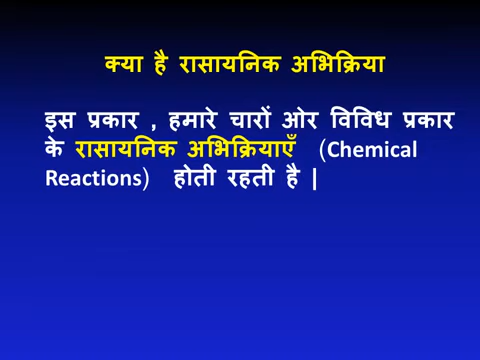 क्या है रासायनिक अभिक्रिया
इस प्रकार , हमारे चारों ओर विविध प्रकार
के रासायनिक अभिक्रियाएँ (Chemical
Reactions) होती रहती है |